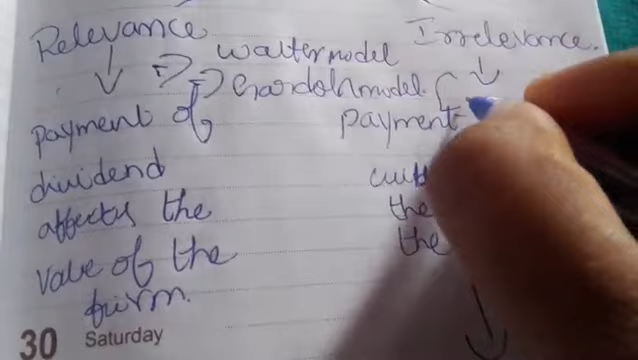 Relevance
⇒ walter model
⇒ Gardoh model.
payment of
dividend
affects the
value of the
firm.
Irrelevance.
payment
the
the
30 Saturday